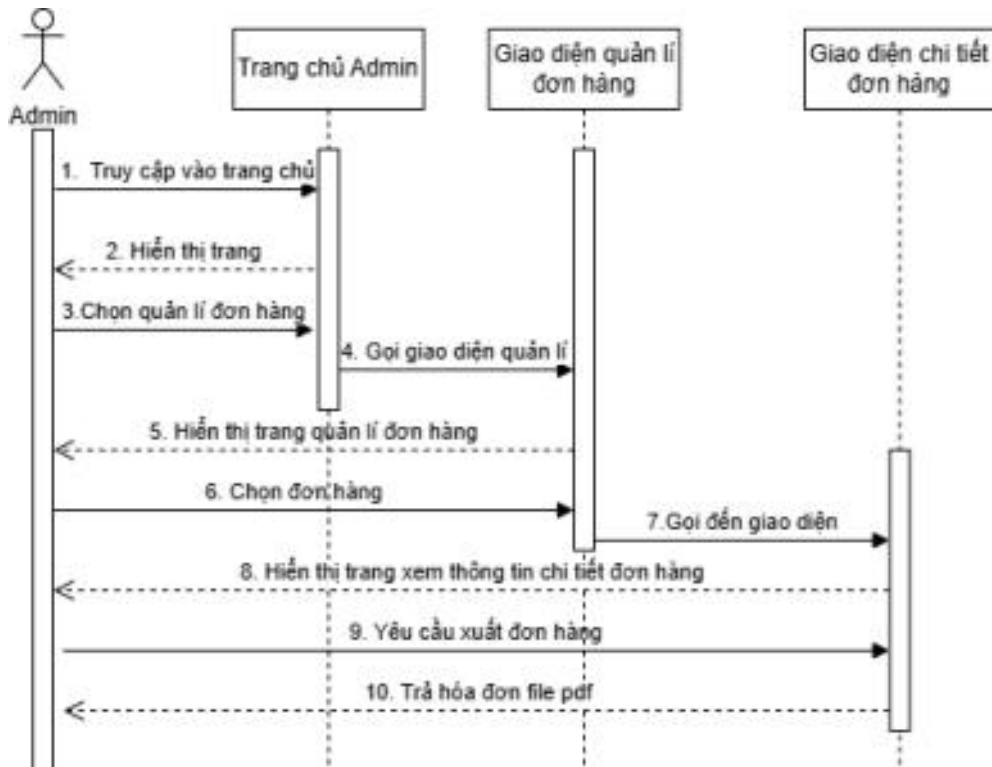 Admin
Trang chủ Admin
Giao diện quản lí
đơn hàng
Giao diện chi tiết
đơn hàng
1. Truy cập vào trang chủ
2. Hiển thị trang
3.Chọn quản lí đơn hàng
4. Gọi giao diện quản lí
5. Hiển thị trang quản lí đơn hàng
6. Chọn đơn hàng
7.Gọi đến giao diện
8. Hiển thị trang xem thông tin chi tiết đơn hàng
9. Yêu cầu xuất đơn hàng
10. Trả hóa đơn file pdf